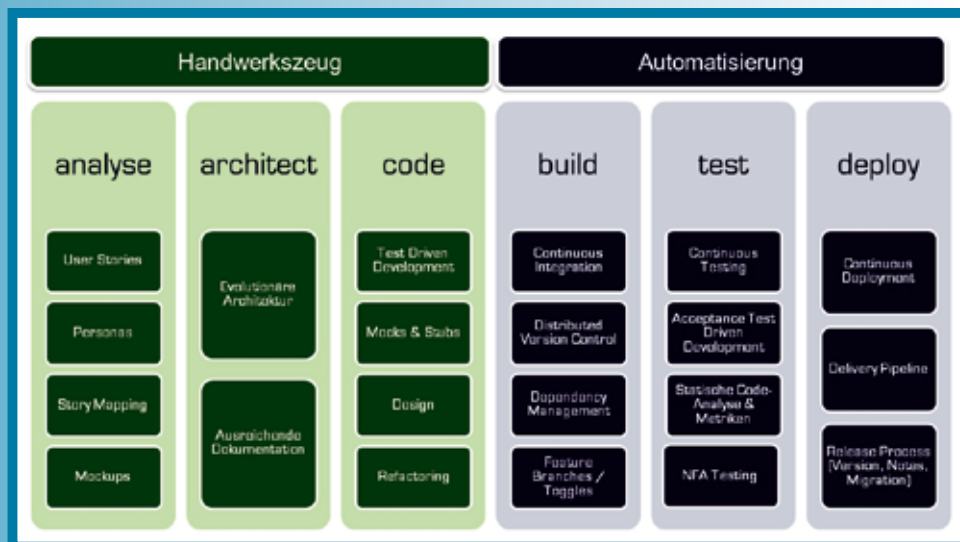 Handwerkszeug
Automatisierung
analyse
architect
code
build
test
deploy
User Stories
Personas
Story Mapping
Mockups
Evolutionäre
Architektur
Ausreichende
Dokumentation
Test Driven
Development
Mocks & Stubs
Design
Refactoring
Continuous
Integration
Distributed
Version Control
Dependancy
Management
Feature
Branches /
Toggles
Continuous
Testing
Acceptance Test
Driven
Development
Statische Code-
Analyse &
Metriken
NFA Testing
Continuous
Deployment
Delivery Pipeline
Release Process
(Version, Notes,
Migration)